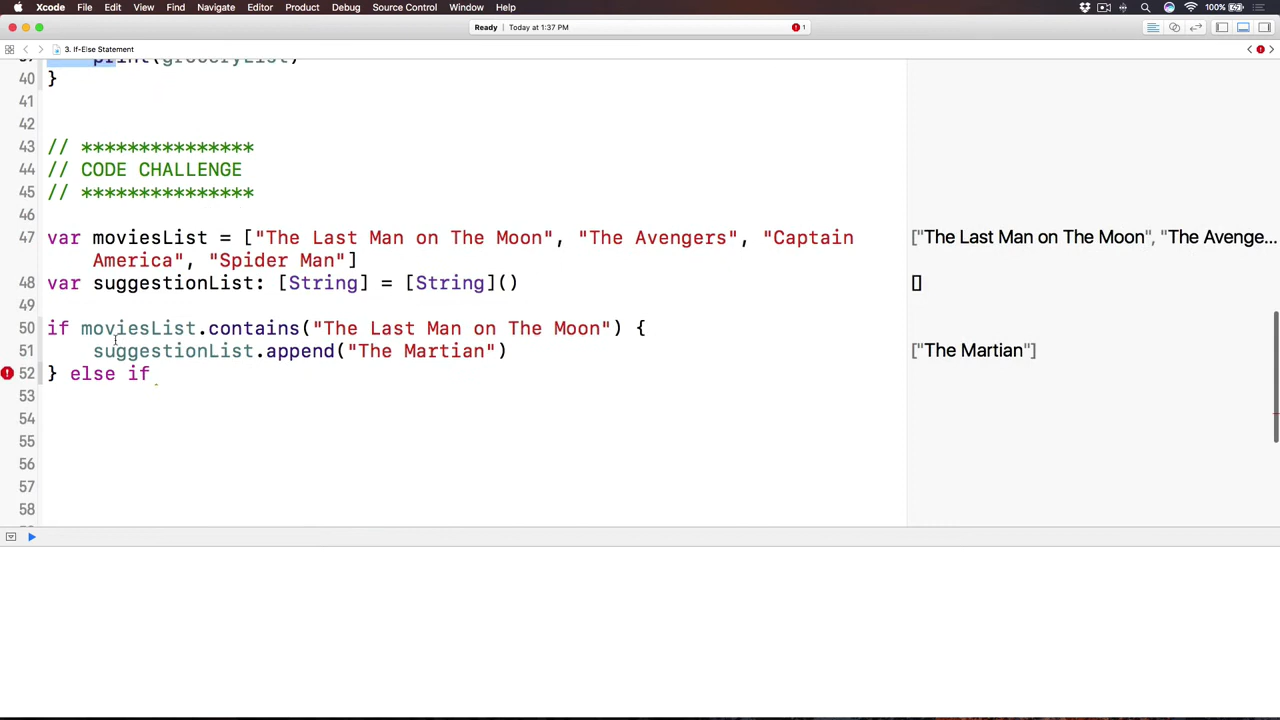 Xcode File Edit View Find Navigate Editor Product Debug Source Control Window Help 100%
Ready | Today at 1:37 PM 1
3. If-Else Statement
39 print(groceryList)
40 }
41
42
43 // ***************
44 // CODE CHALLENGE
45 // ***************
46
47 var moviesList = ["The Last Man on The Moon", "The Avengers", "Captain ["The Last Man on The Moon", "The Avenge...
America", "Spider Man"]
48 var suggestionList: [String] = [String]() []
49
50 if moviesList.contains("The Last Man on The Moon") {
51 suggestionList.append("The Martian") ["The Martian"]
52 } else if
53
54
55
56
57
58